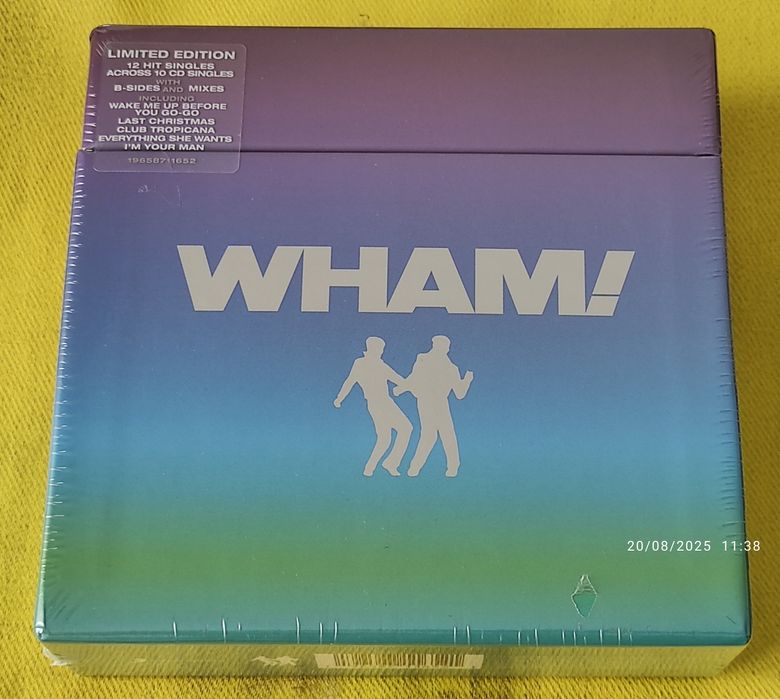 LIMITED EDITION
12 HIT SINGLES
ACROSS 10 CD SINGLES
WITH
B-SIDES AND MIXES
INCLUDING
WAKE ME UP BEFORE
YOU GO-GO
LAST CHRISTMAS
CLUB TROPICANA
EVERYTHING SHE WANTS
I'M YOUR MAN
19658711652
WHAM!
20/08/2025 11:38